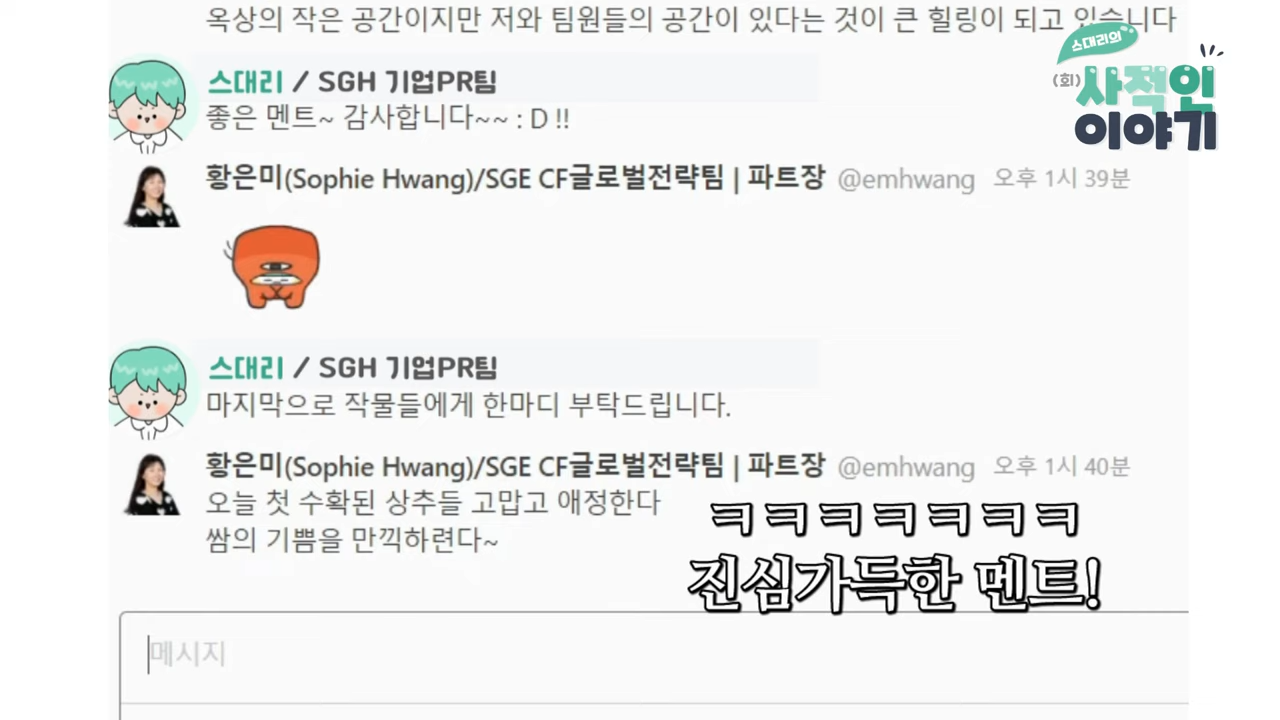 옥상의 작은 공간이지만 저와 팀원들의 공간이 있다는 것이 큰 힐링이 되고 있습니다
스대리의
(회)사적인
이야기
스대리 / SGH 기업PR팀
좋은 멘트~ 감사합니다~~ : D !!
황은미(Sophie Hwang)/SGE CF글로벌전략팀 | 파트장 @emhwang 오후 1시 39분
스대리 / SGH 기업PR팀
마지막으로 작물들에게 한마디 부탁드립니다.
황은미(Sophie Hwang)/SGE CF글로벌전략팀 | 파트장 @emhwang 오후 1시 40분
오늘 첫 수확된 상추들 고맙고 애정한다
쌈의 기쁨을 만끽하련다~
ㅋㅋㅋㅋㅋㅋㅋ
진심가득한 멘트!
메시지